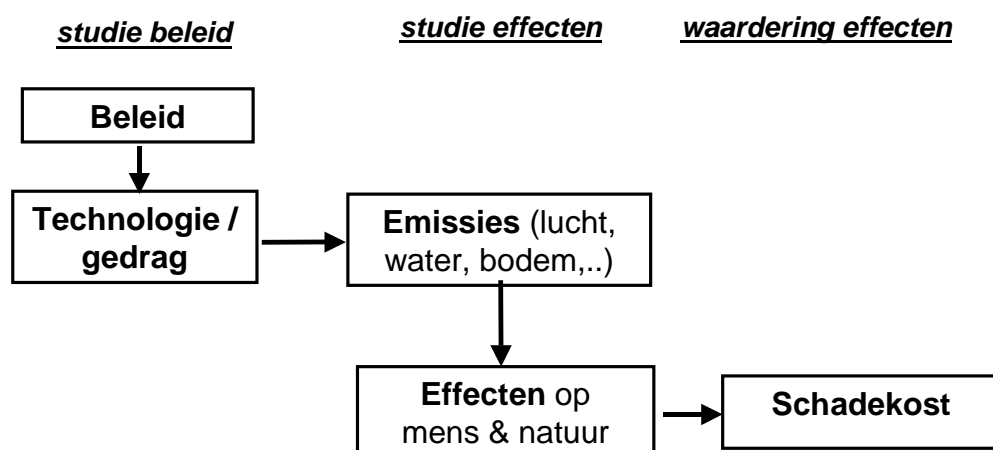 studie beleid
studie effecten
waardering effecten
Beleid
Technologie /
gedrag
Emissies (lucht,
water, bodem,..)
Effecten op
mens & natuur
Schadekost